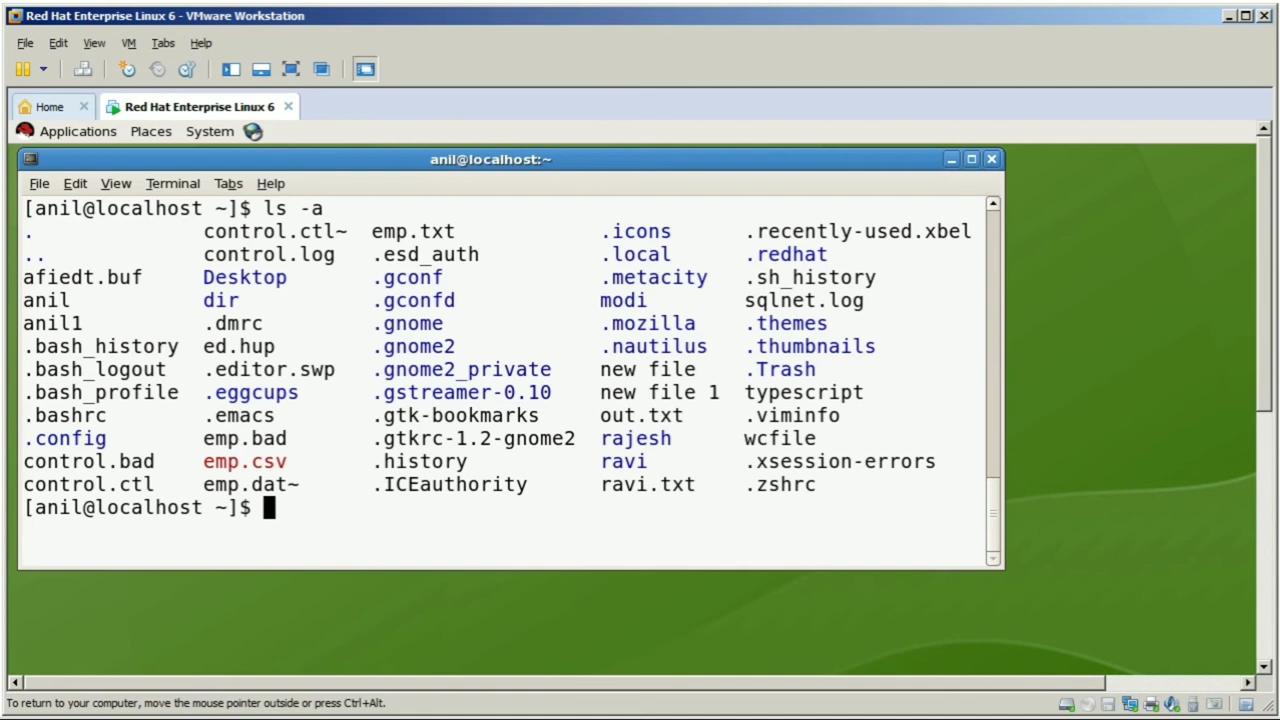 Red Hat Enterprise Linux 6 - VMware Workstation
File Edit View VM Tabs Help
Home Red Hat Enterprise Linux 6
Applications Places System
anil@localhost:~
File Edit View Terminal Tabs Help
[anil@localhost ~]$ ls -a
. control.ctl~ emp.txt .icons .recently-used.xbel
.. control.log .esd_auth .local .redhat
afiedt.buf Desktop .gconf .metacity .sh_history
anil dir .gconfd modi sqlnet.log
anil1 .dmrc .gnome .mozilla .themes
.bash_history ed.hup .gnome2 .nautilus .thumbnails
.bash_logout .editor.swp .gnome2_private new file .Trash
.bash_profile .eggcups .gstreamer-0.10 new file 1 typescript
.bashrc .emacs .gtk-bookmarks out.txt .viminfo
.config emp.bad .gtkrc-1.2-gnome2 rajesh wcfile
control.bad emp.csv .history ravi .xsession-errors
control.ctl emp.dat~ .ICEauthority ravi.txt .zshrc
[anil@localhost ~]$
To return to your computer, move the mouse pointer outside or press Ctrl+Alt.